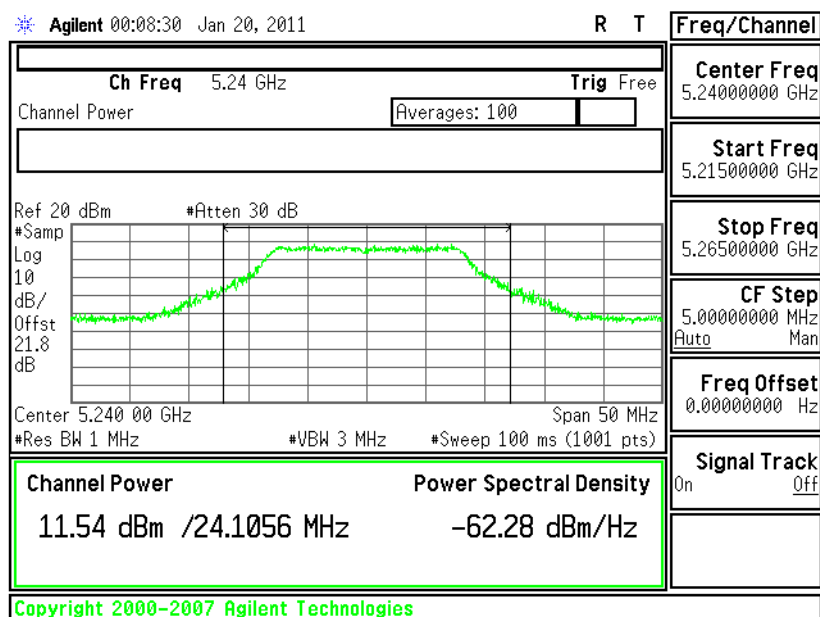 Agilent 00:08:30 Jan 20, 2011 R T
Freq/Channel
Ch Freq 5.24 GHz Trig Free
Channel Power Averages: 100
Ref 20 dBm #Atten 30 dB
#Samp
Log
10
dB/
Offst
21.8
dB
Center 5.240 00 GHz Span 50 MHz
#Res BW 1 MHz #VBW 3 MHz #Sweep 100 ms (1001 pts)
Channel Power Power Spectral Density
11.54 dBm /24.1056 MHz -62.28 dBm/Hz
Center Freq
5.24000000 GHz
Start Freq
5.21500000 GHz
Stop Freq
5.26500000 GHz
CF Step
5.00000000 MHz
Auto Man
Freq Offset
0.00000000 Hz
Signal Track
On Off
Copyright 2000-2007 Agilent Technologies